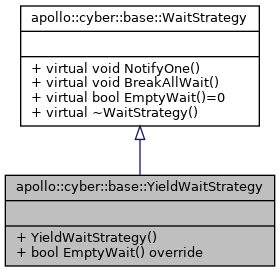 apollo::cyber::base::WaitStrategy
+ virtual void NotifyOne()
+ virtual void BreakAllWait()
+ virtual bool EmptyWait()=0
+ virtual ~WaitStrategy()
apollo::cyber::base::YieldWaitStrategy
+ YieldWaitStrategy()
+ bool EmptyWait() override